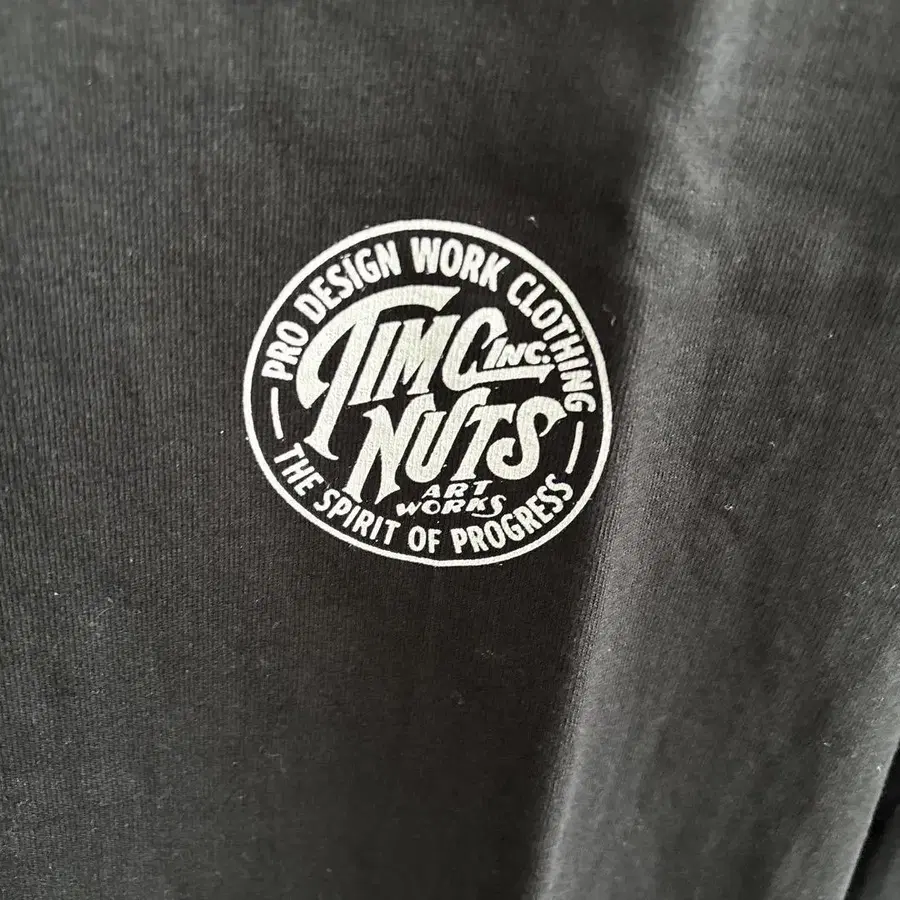 PRO DESIGN WORK CLOTHING
TIMC INC.
NUTS
ART
WORKS
THE SPIRIT OF PROGRESS